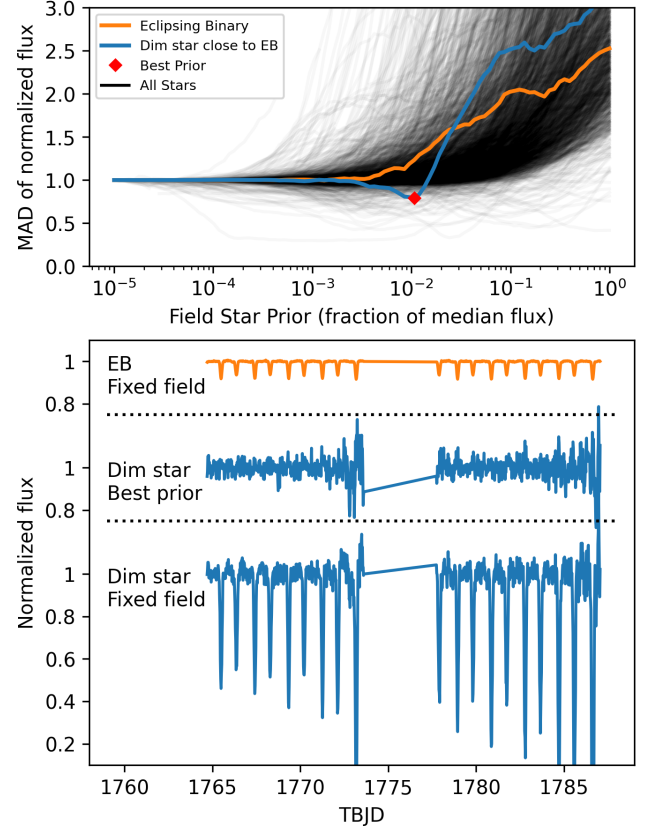 3.0
2.5
2.0
1.5
1.0
0.5
0.0
MAD of normalized flux
Eclipsing Binary
Dim star close to EB
Best Prior
All Stars
10⁻⁵ 10⁻⁴ 10⁻³ 10⁻² 10⁻¹ 10⁰
Field Star Prior (fraction of median flux)
Normalized flux
1
0.8
1
0.8
1
0.8
0.6
0.4
0.2
EB
Fixed field
Dim star
Best prior
Dim star
Fixed field
1760 1765 1770 1775 1780 1785
TBJD